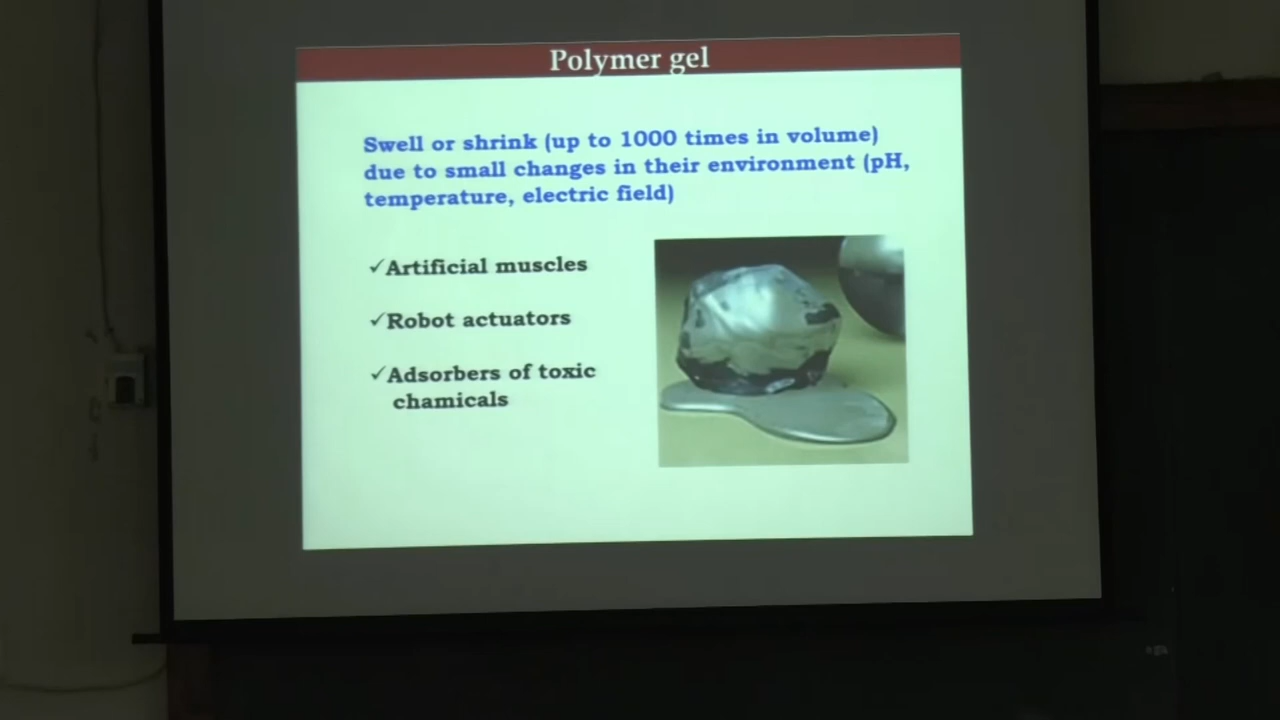 Polymer gel
Swell or shrink (up to 1000 times in volume)
due to small changes in their environment (pH,
temperature, electric field)
✓Artificial muscles
✓Robot actuators
✓Adsorbers of toxic
chamicals